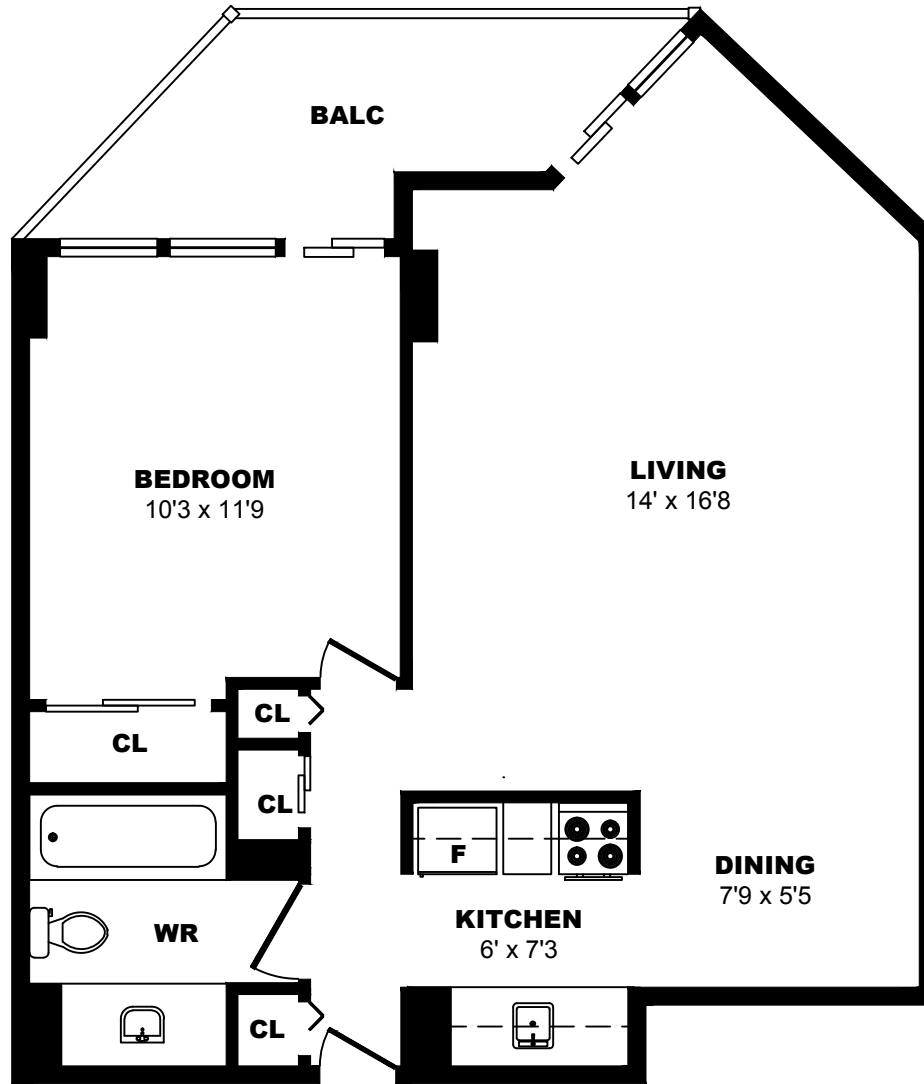 BALC
BEDROOM
10'3 x 11'9
LIVING
14' x 16'8
CL
CL
CL
F
DINING
7'9 x 5'5
KITCHEN
6' x 7'3
WR
CL